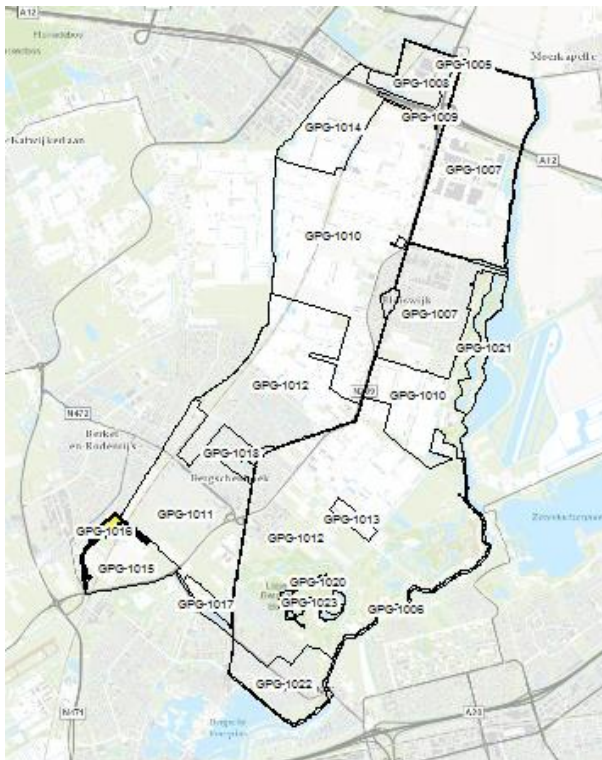 A12
GPG-1005
Moerkapelle
GPG-1008
GPG-1009
GPG-1014
A12
GPG-1007
GPG-1010
GPG-1007
GPG-1021
GPG-1012
N209
GPG-1010
N472
Berkel
en Rodenrijs
GPG-1018
Bergschenhoek
GPG-1011
GPG-1013
GPG-1016
GPG-1012
GPG-1015
GPG-1020
GPG-1017
GPG-1023
GPG-1006
GPG-1022
N471
A20